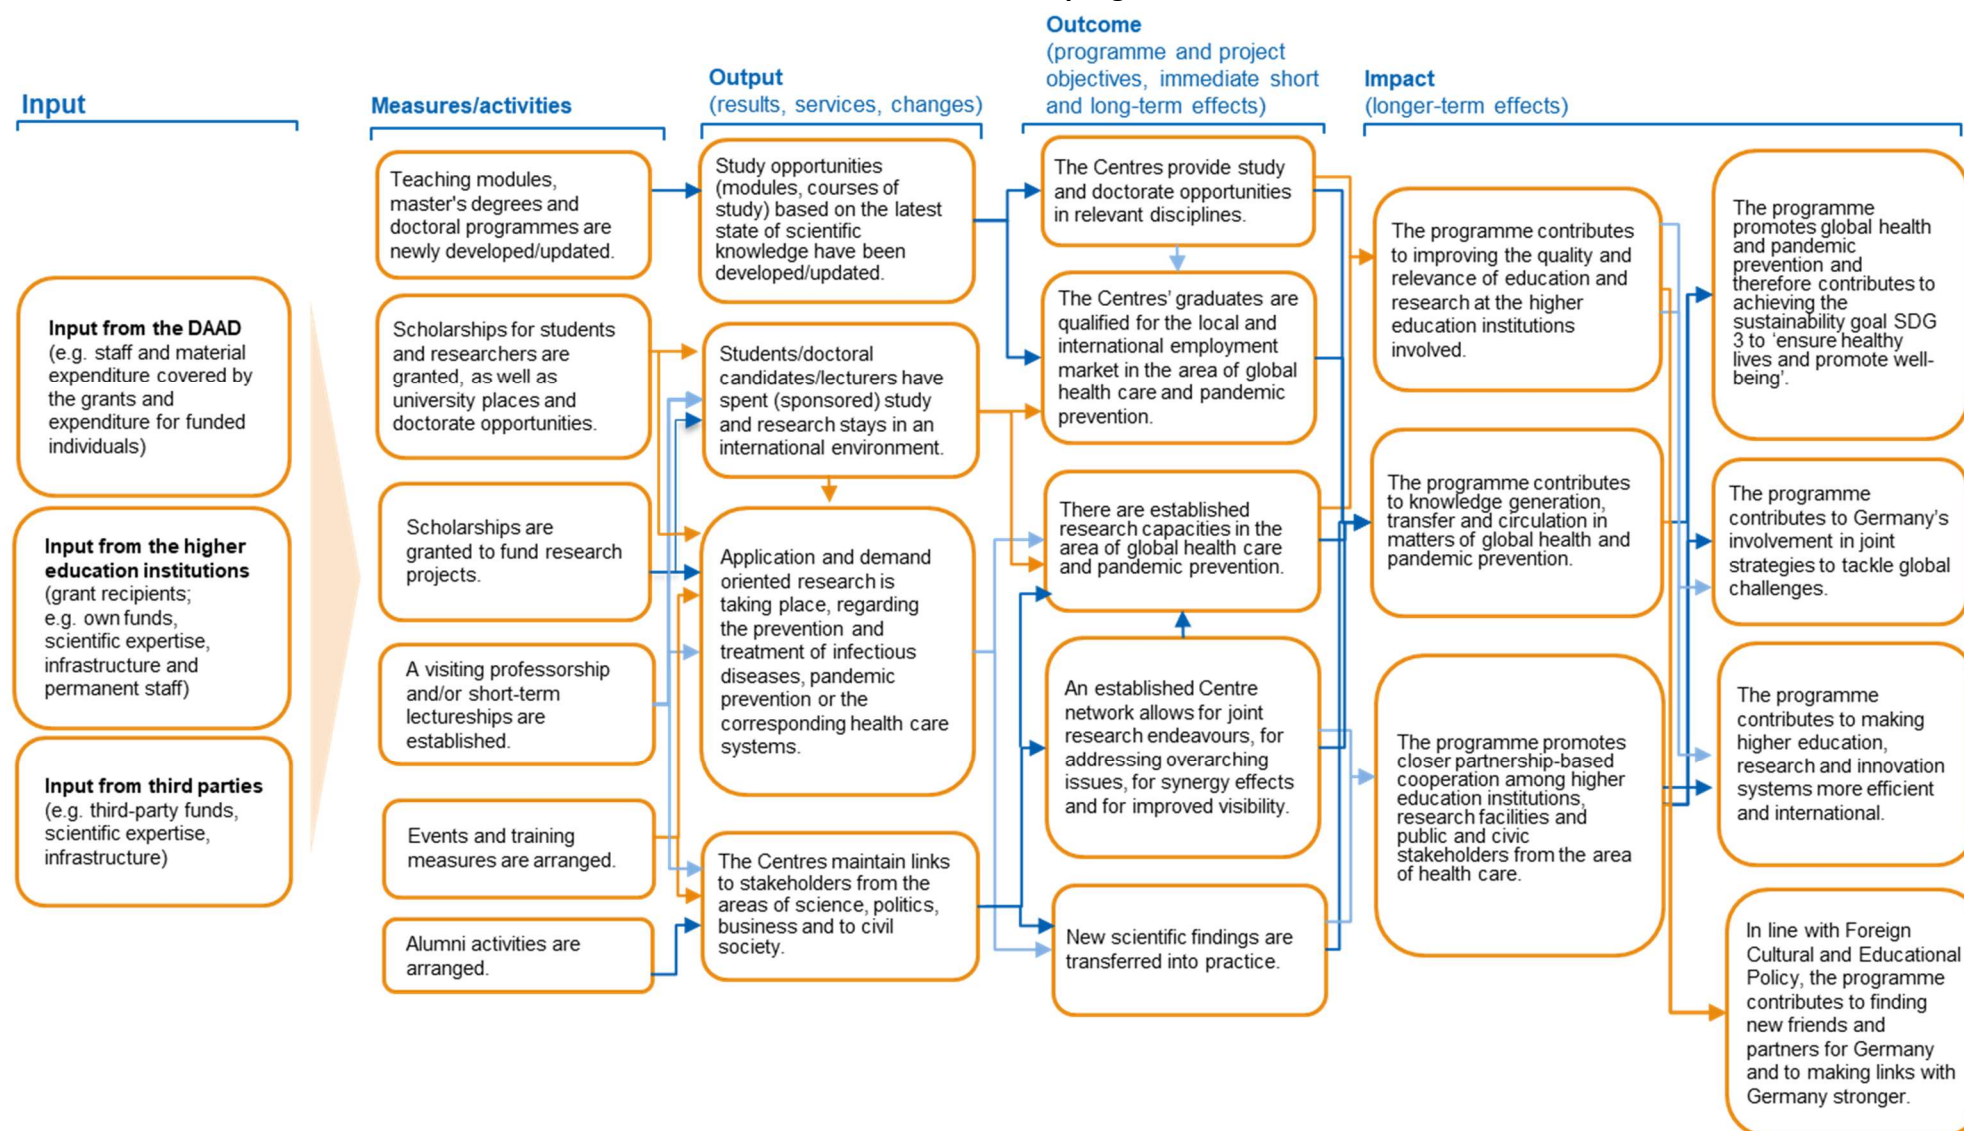 Input
Input from the DAAD
(e.g. staff and material
expenditure covered by
the grants and
expenditure for funded
individuals)
Input from the higher
education institutions
(grant recipients;
e.g. own funds,
scientific expertise,
infrastructure and
permanent staff)
Input from third parties
(e.g. third-party funds,
scientific expertise,
infrastructure)
Measures/activities
Teaching modules,
master's degrees and
doctoral programmes are
newly developed/updated.
Scholarships for students
and researchers are
granted, as well as
university places and
doctorate opportunities.
Scholarships are
granted to fund research
projects.
A visiting professorship
and/or short-term
lectureships are
established.
Events and training
measures are arranged.
Alumni activities are
arranged.
Output
(results, services, changes)
Study opportunities
(modules, courses of
study) based on the latest
state of scientific
knowledge have been
developed/updated.
Students/doctoral
candidates/lecturers have
spent (sponsored) study
and research stays in an
international environment.
Application and demand
oriented research is
taking place, regarding
the prevention and
treatment of infectious
diseases, pandemic
prevention or the
corresponding health care
systems.
The Centres maintain links
to stakeholders from the
areas of science, politics,
business and to civil
society.
Outcome
(programme and project
objectives, immediate short
and long-term effects)
The Centres provide study
and doctorate opportunities
in relevant disciplines.
The Centres' graduates are
qualified for the local and
international employment
market in the area of global
health care and pandemic
prevention.
There are established
research capacities in the
area of global health care
and pandemic prevention.
An established Centre
network allows for joint
research endeavours, for
addressing overarching
issues, for synergy effects
and for improved visibility.
New scientific findings are
transferred into practice.
Impact
(longer-term effects)
The programme contributes
to improving the quality and
relevance of education and
research at the higher
education institutions
involved.
The programme contributes
to knowledge generation,
transfer and circulation in
matters of global health and
pandemic prevention.
The programme promotes
closer partnership-based
cooperation among higher
education institutions,
research facilities and
public and civic
stakeholders from the area
of health care.
The programme
promotes global health
and pandemic
prevention and
therefore contributes to
achieving the
sustainability goal SDG
3 to ‘ensure healthy
lives and promote well-
being’.
The programme
contributes to Germany's
involvement in joint
strategies to tackle global
challenges.
The programme
contributes to making
higher education,
research and innovation
systems more efficient
and international.
In line with Foreign
Cultural and Educational
Policy, the programme
contributes to finding
new friends and
partners for Germany
and to making links with
Germany stronger.